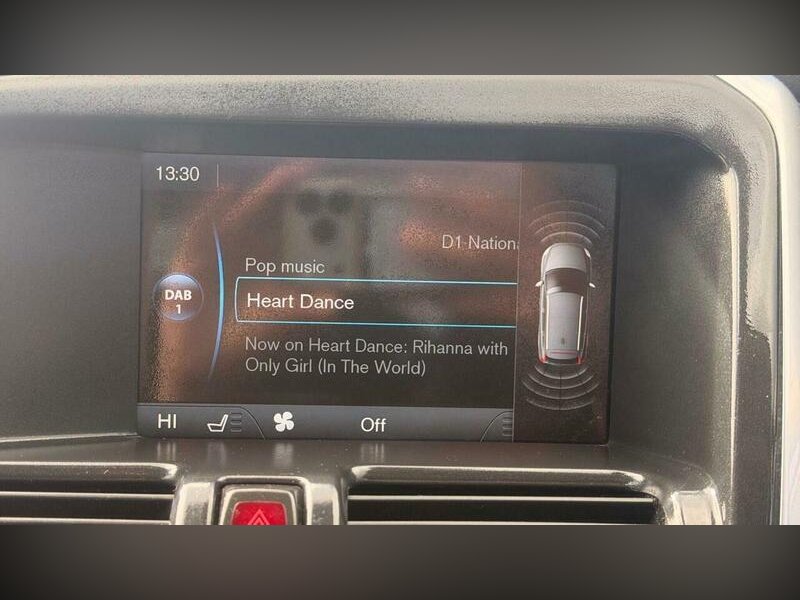 13:30
D1 Nation
Pop music
DAB
1
Heart Dance
Now on Heart Dance: Rihanna with
Only Girl (In The World)
HI
Off